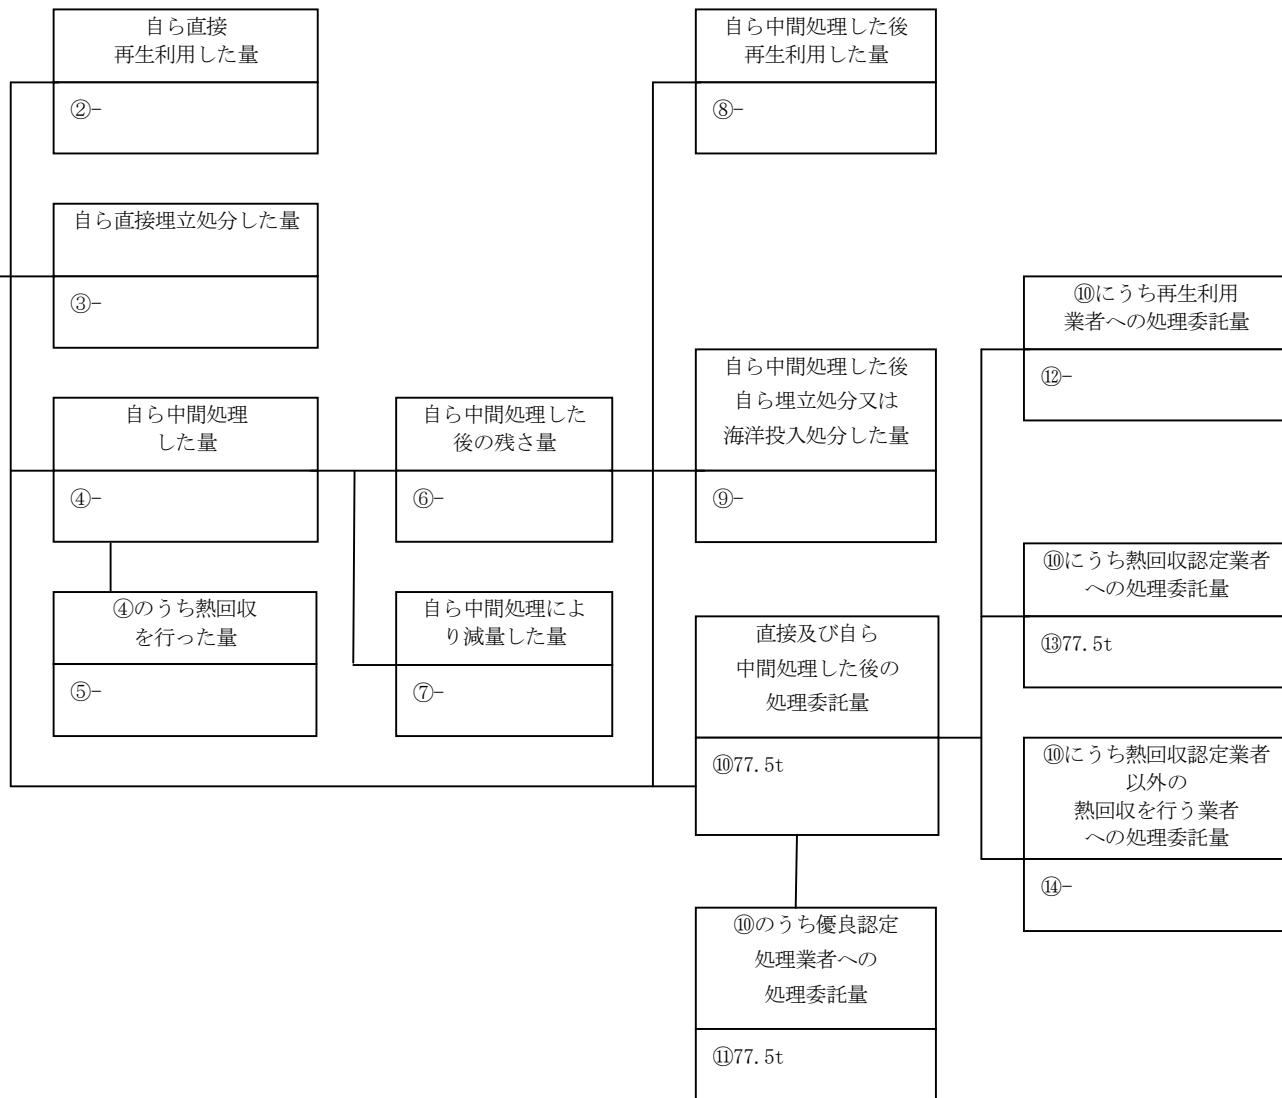 自ら直接
再生利用した量
②-
自ら中間処理した後
再生利用した量
⑧-
自ら直接埋立処分した量
③-
⑩にうち再生利用
業者への処理委託量
⑫-
自ら中間処理した後
自ら埋立処分又は
海洋投入処分した量
⑨-
自ら中間処理
した量
④-
自ら中間処理した
後の残さ量
⑥-
⑩にうち熱回収認定業者
への処理委託量
⑬77.5t
④のうち熱回収
を行った量
⑤-
自ら中間処理によ
り減量した量
⑦-
直接及び自ら
中間処理した後の
処理委託量
⑩77.5t
⑩にうち熱回収認定業者
以外の
熱回収を行う業者
への処理委託量
⑭-
⑩のうち優良認定
処理業者への
処理委託量
⑪77.5t